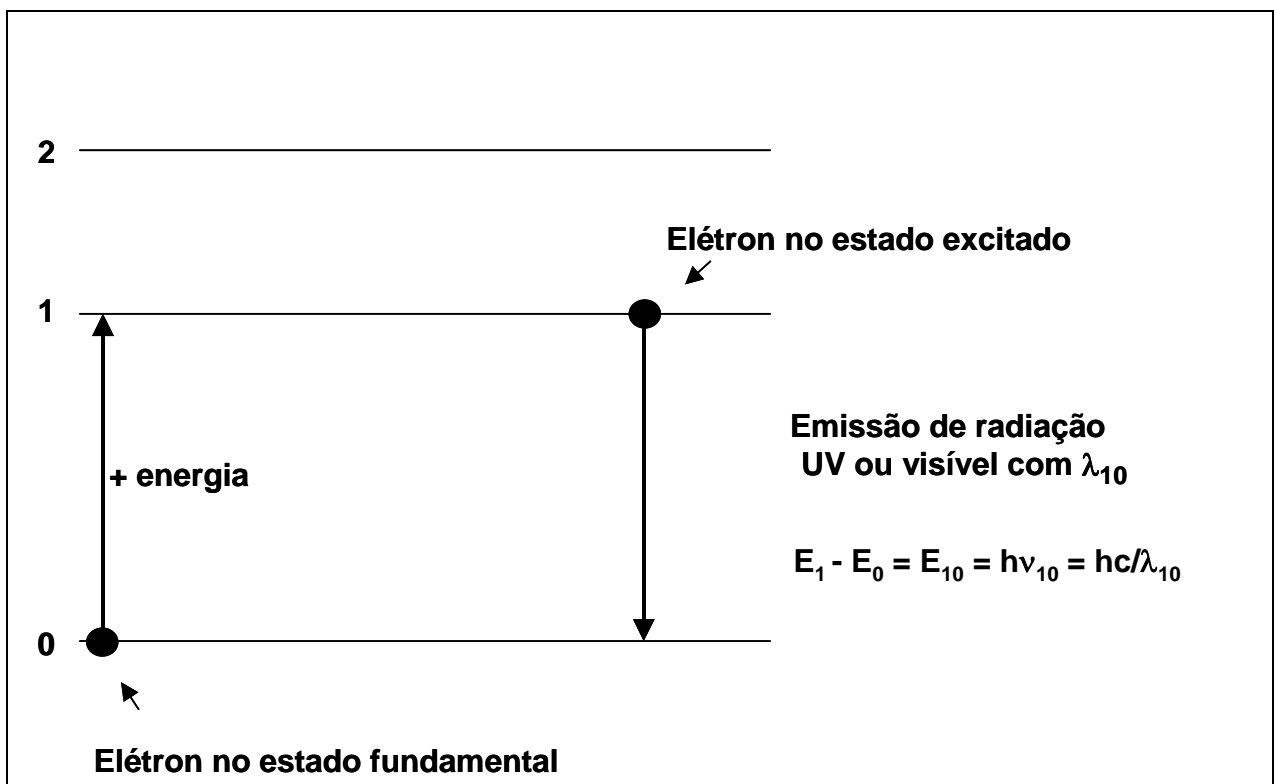 2
Elétron no estado excitado
1
Emissão de radiação
UV ou visível com λ₁₀
+ energia
E₁ - E₀ = E₁₀ = hν₁₀ = hc/λ₁₀
0
Elétron no estado fundamental